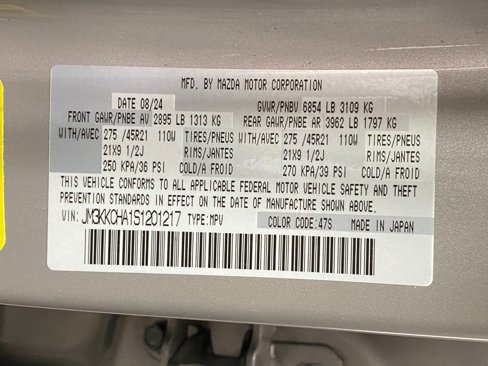 MFD. BY MAZDA MOTOR CORPORATION
DATE 08/24 GVWR/PNBV 6854 LB 3109 KG
FRONT GAWR/PNBE AV 2895 LB 1313 KG REAR GAWR/PNBE AR 3962 LB 1797 KG
WITH/AVEC 275 /45R21 110W TIRES/PNEUS WITH/AVEC 275 /45R21 110W TIRES/PNEUS
21X9 1/2J RIMS/JANTES 21X9 1/2J RIMS/JANTES
250 KPA/36 PSI COLD/A FROID 270 KPA/39 PSI COLD/A FROID
THIS VEHICLE CONFORMS TO ALL APPLICABLE FEDERAL MOTOR VEHICLE SAFETY AND THEFT
PREVENTION STANDARDS IN EFFECT ON THE DATE OF MANUFACTURE SHOWN ABOVE.
VIN: JM3KKCHA1S1201217 TYPE: MPV COLOR CODE: 47S MADE IN JAPAN